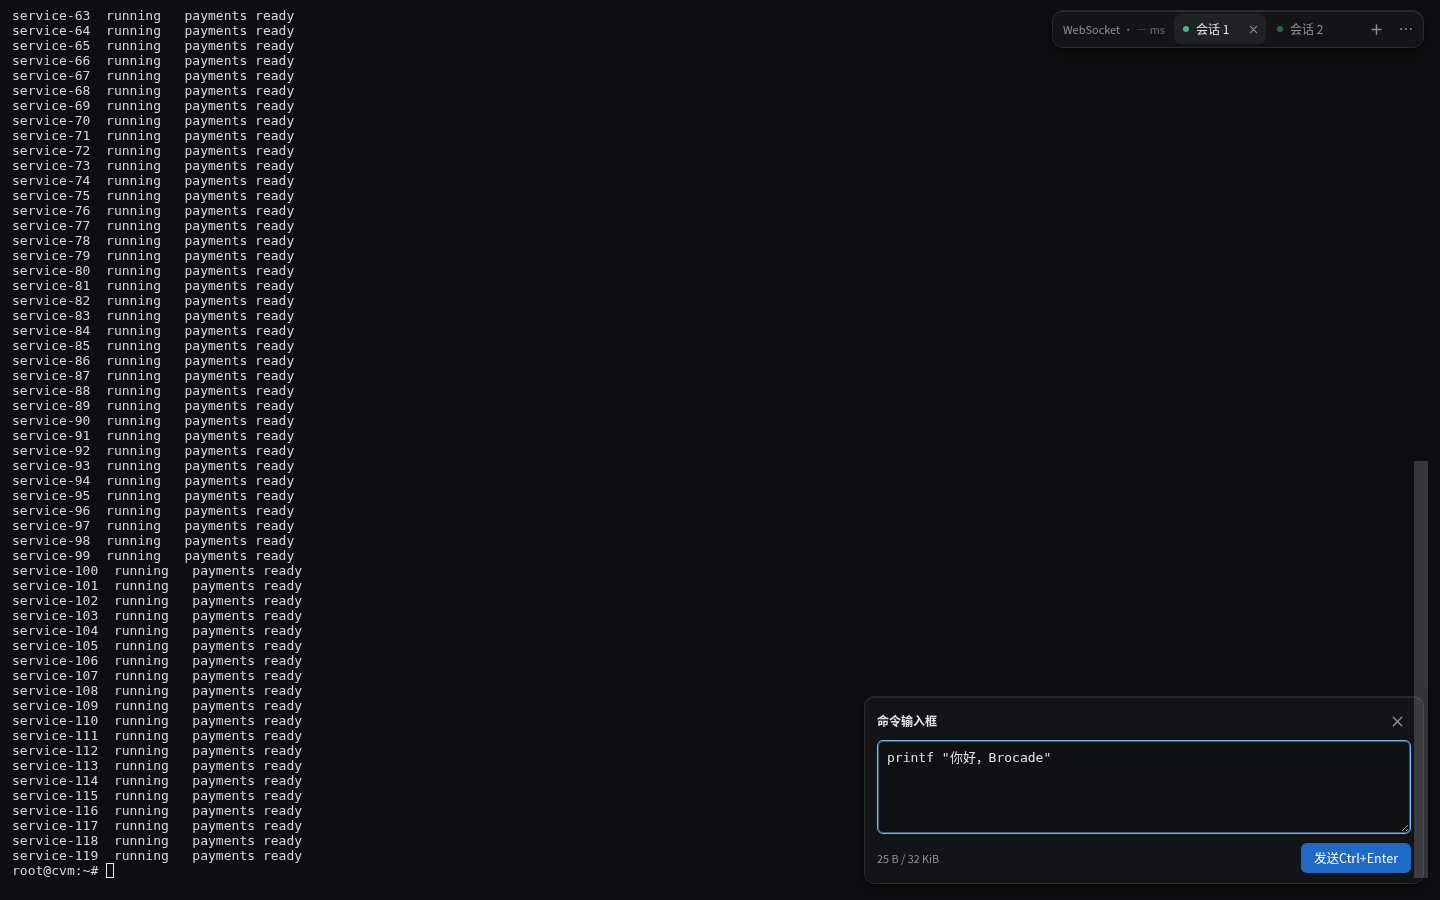 service-63  running   payments ready
service-64  running   payments ready
service-65  running   payments ready
service-66  running   payments ready
service-67  running   payments ready
service-68  running   payments ready
service-69  running   payments ready
service-70  running   payments ready
service-71  running   payments ready
service-72  running   payments ready
service-73  running   payments ready
service-74  running   payments ready
service-75  running   payments ready
service-76  running   payments ready
service-77  running   payments ready
service-78  running   payments ready
service-79  running   payments ready
service-80  running   payments ready
service-81  running   payments ready
service-82  running   payments ready
service-83  running   payments ready
service-84  running   payments ready
service-85  running   payments ready
service-86  running   payments ready
service-87  running   payments ready
service-88  running   payments ready
service-89  running   payments ready
service-90  running   payments ready
service-91  running   payments ready
service-92  running   payments ready
service-93  running   payments ready
service-94  running   payments ready
service-95  running   payments ready
service-96  running   payments ready
service-97  running   payments ready
service-98  running   payments ready
service-99  running   payments ready
service-100  running   payments ready
service-101  running   payments ready
service-102  running   payments ready
service-103  running   payments ready
service-104  running   payments ready
service-105  running   payments ready
service-106  running   payments ready
service-107  running   payments ready
service-108  running   payments ready
service-109  running   payments ready
service-110  running   payments ready
service-111  running   payments ready
service-112  running   payments ready
service-113  running   payments ready
service-114  running   payments ready
service-115  running   payments ready
service-116  running   payments ready
service-117  running   payments ready
service-118  running   payments ready
service-119  running   payments ready
root@cvm:~#
WebSocket · — ms 会话 1 × 会话 2 + ···
命令输入框 ×
printf "你好，Brocade"
25 B / 32 KiB
发送Ctrl+Enter